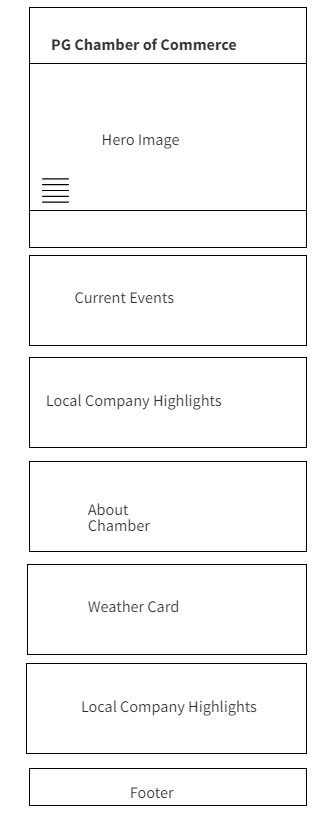 PG Chamber of Commerce
Hero Image
Current Events
Local Company Highlights
About
Chamber
Weather Card
Local Company Highlights
Footer